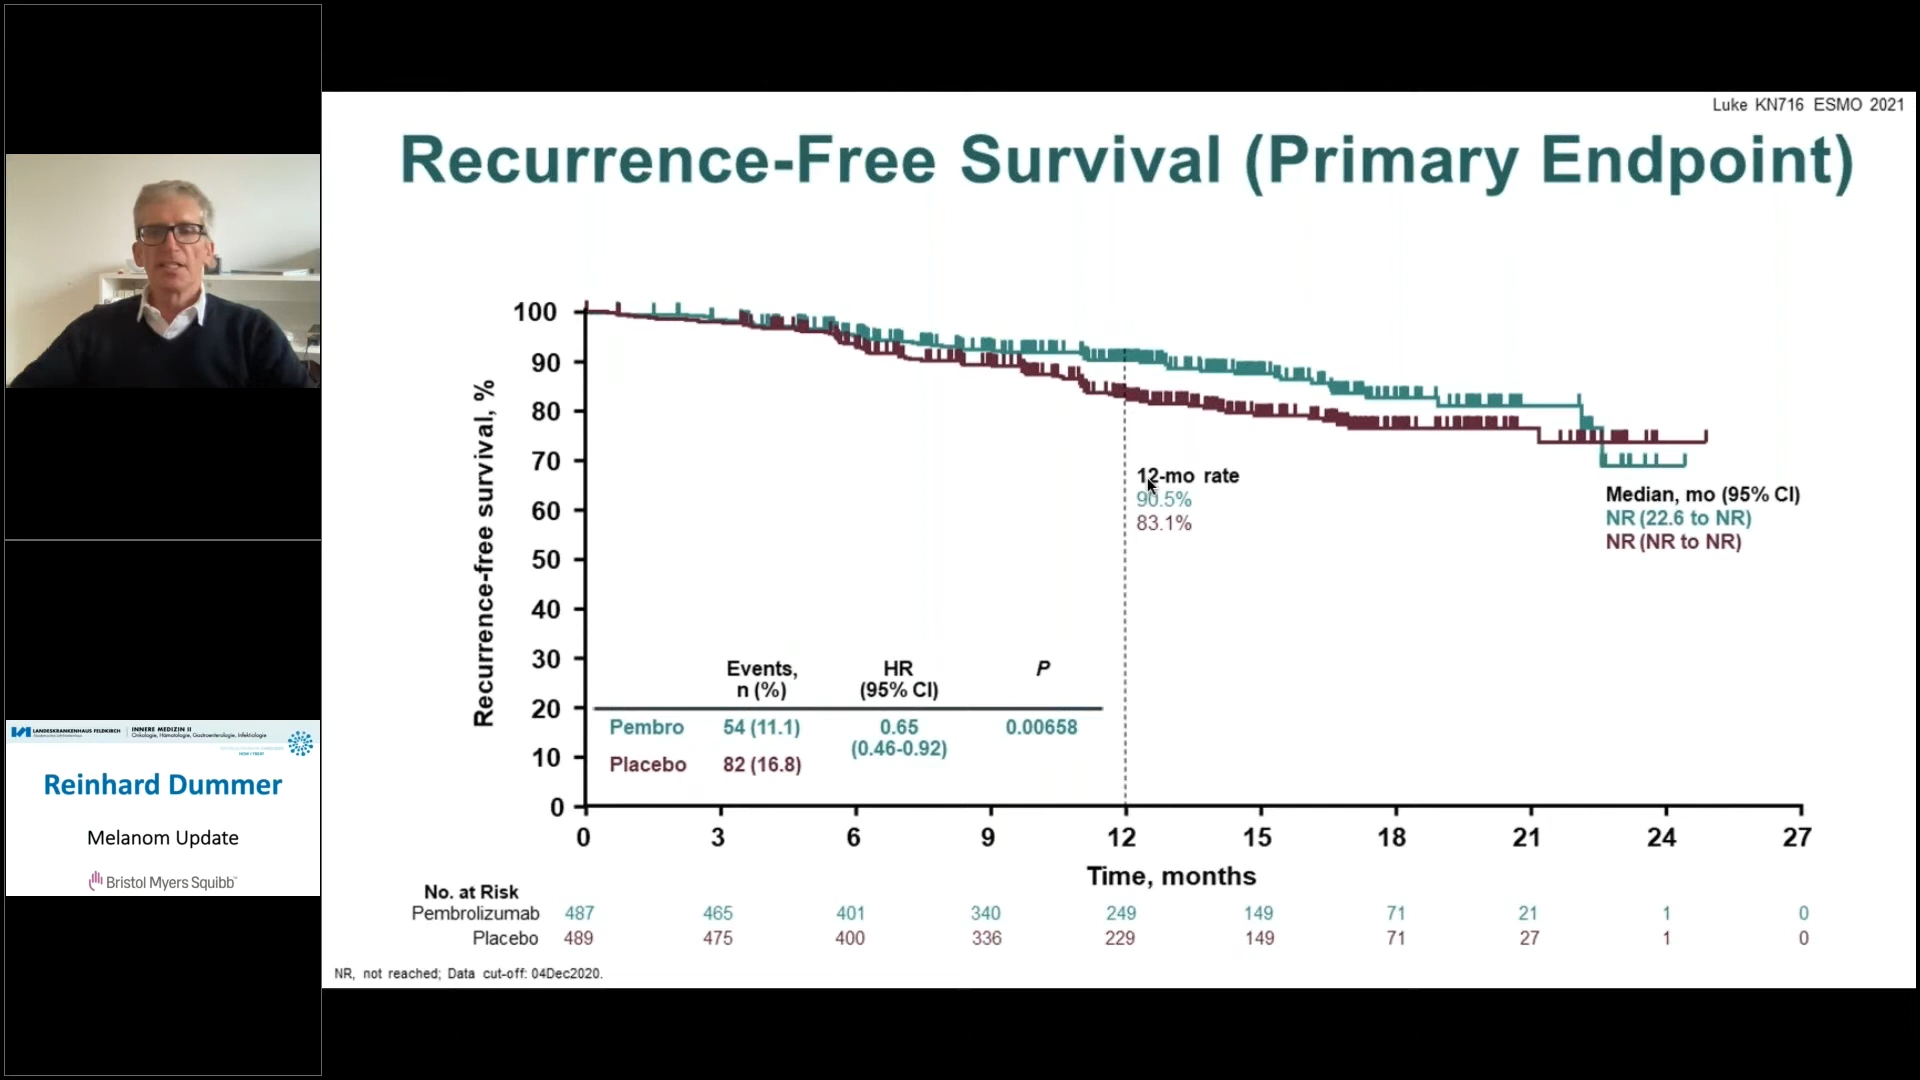 Luke KN716 ESMO 2021
Recurrence-Free Survival (Primary Endpoint)
Recurrence-free survival, %
100
90
80
70
60
50
40
30
20
10
0
12-mo rate
90.5%
83.1%
Median, mo (95% CI)
NR (22.6 to NR)
NR (NR to NR)
Events, n (%) HR (95% CI) P
Pembro 54 (11.1) 0.65 (0.46-0.92) 0.00658
Placebo 82 (16.8)
0 3 6 9 12 15 18 21 24 27
Time, months
No. at Risk
Pembrolizumab 487 465 401 340 249 149 71 21 1 0
Placebo 489 475 400 336 229 149 71 27 1 0
NR, not reached; Data cut-off: 04Dec2020.
LANDESKRANKENHAUS FELDKIRCH
INNERE MEDIZIN II
Onkologie, Hämatologie, Gastroenterologie, Infektiologie
Reinhard Dummer
Melanom Update
Bristol Myers Squibb™